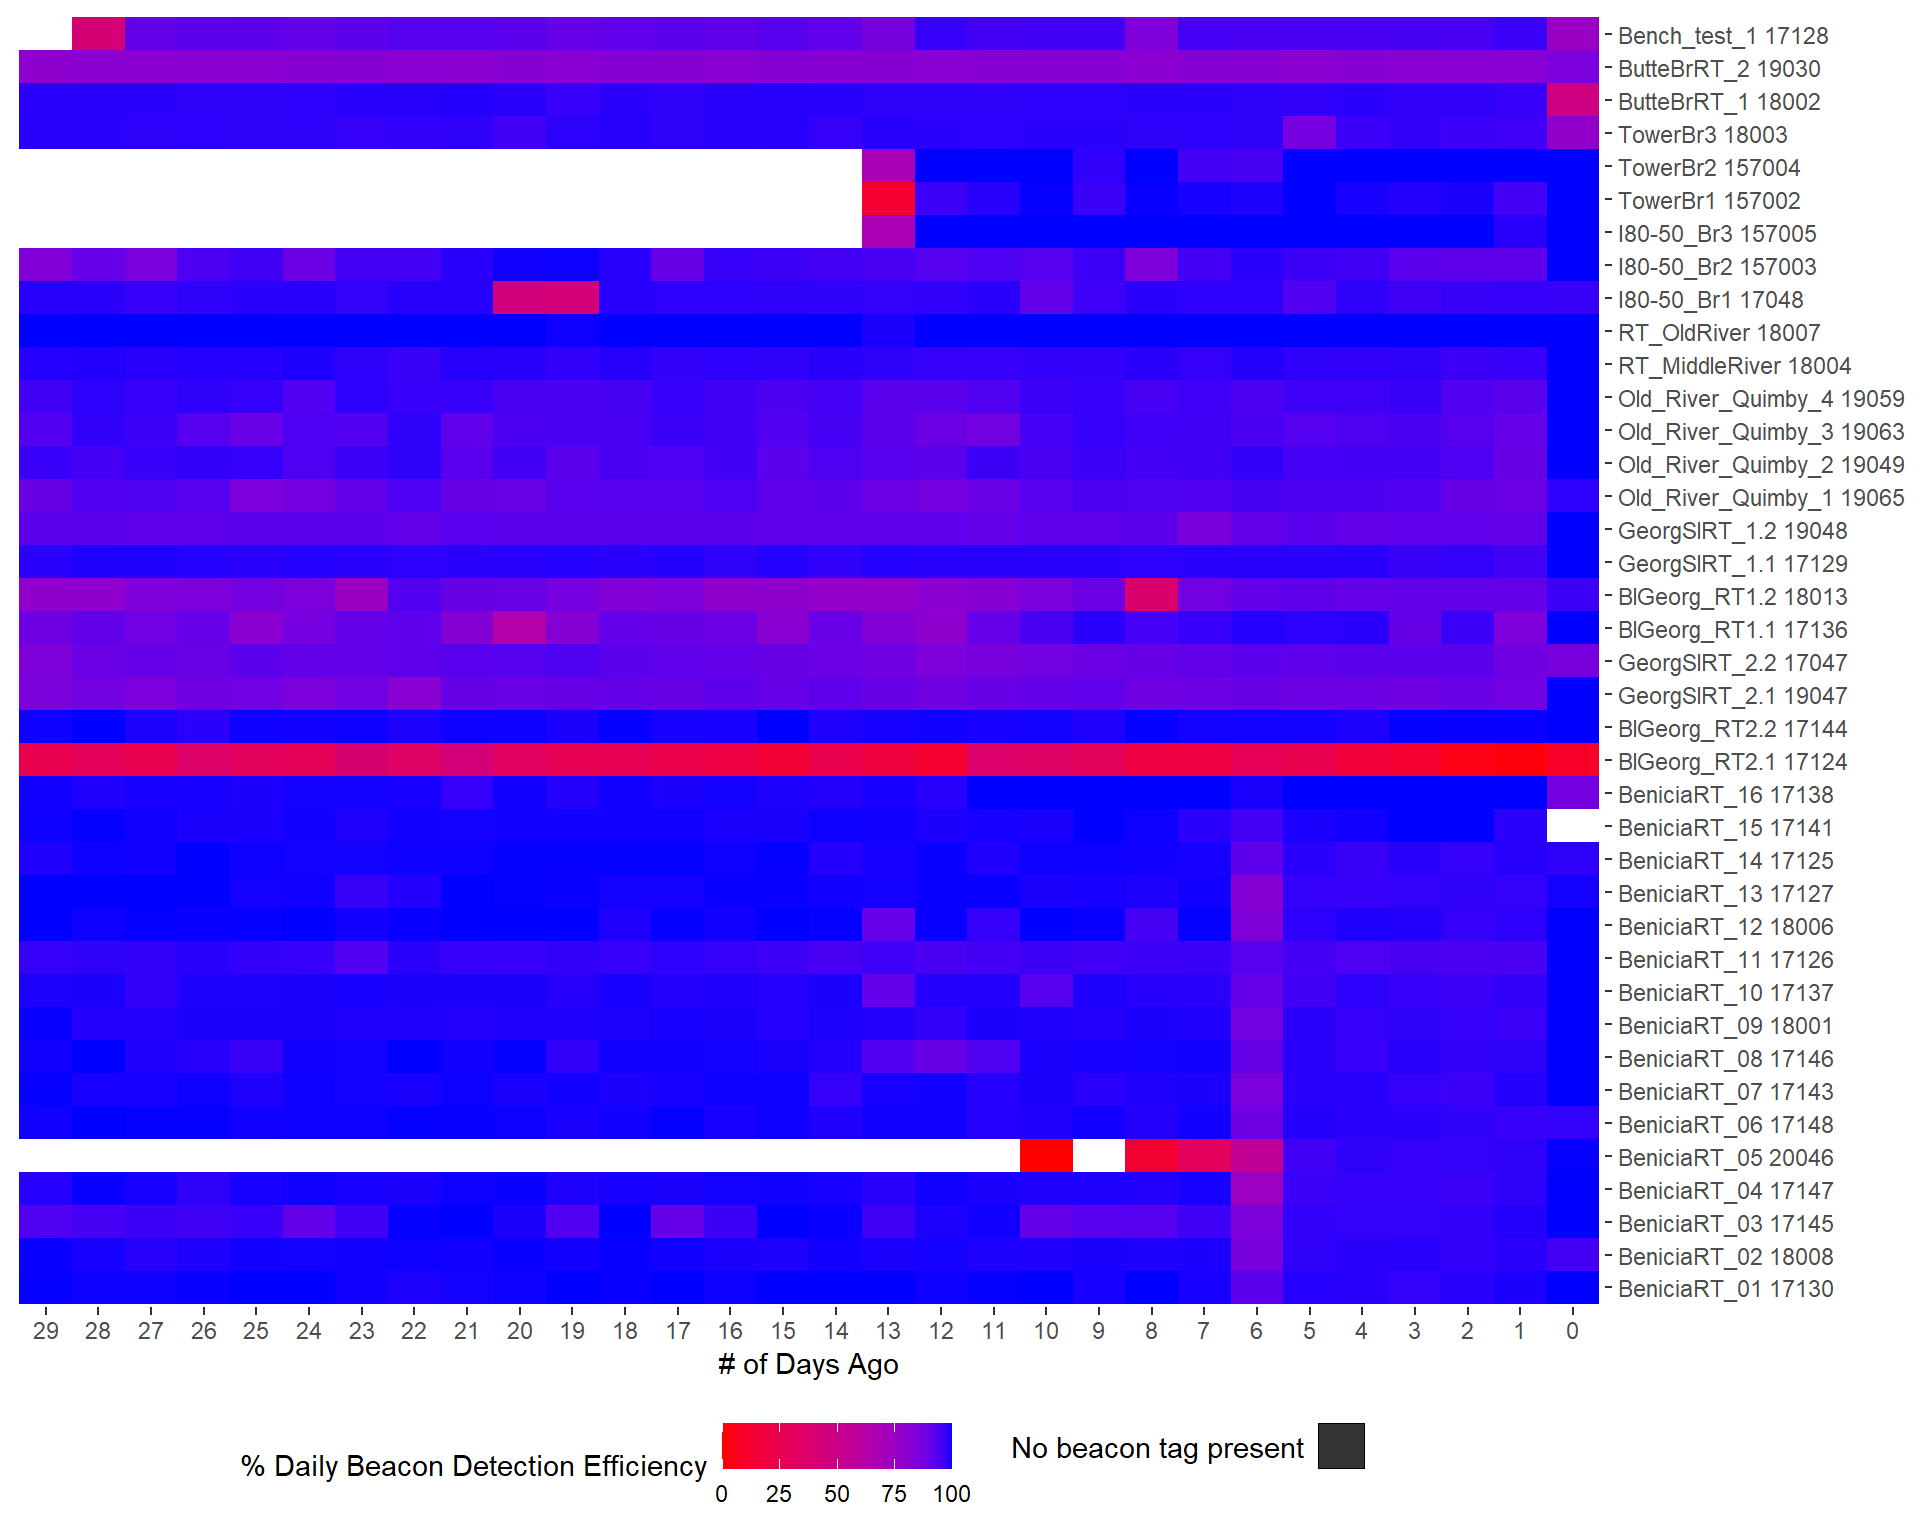 Bench_test_1 17128
ButteBrRT_2 19030
ButteBrRT_1 18002
TowerBr3 18003
TowerBr2 157004
TowerBr1 157002
I80-50_Br3 157005
I80-50_Br2 157003
I80-50_Br1 17048
RT_OldRiver 18007
RT_MiddleRiver 18004
Old_River_Quimby_4 19059
Old_River_Quimby_3 19063
Old_River_Quimby_2 19049
Old_River_Quimby_1 19065
GeorgSlRT_1.2 19048
GeorgSlRT_1.1 17129
BlGeorg_RT1.2 18013
BlGeorg_RT1.1 17136
GeorgSlRT_2.2 17047
GeorgSlRT_2.1 19047
BlGeorg_RT2.2 17144
BlGeorg_RT2.1 17124
BeniciaRT_16 17138
BeniciaRT_15 17141
BeniciaRT_14 17125
BeniciaRT_13 17127
BeniciaRT_12 18006
BeniciaRT_11 17126
BeniciaRT_10 17137
BeniciaRT_09 18001
BeniciaRT_08 17146
BeniciaRT_07 17143
BeniciaRT_06 17148
BeniciaRT_05 20046
BeniciaRT_04 17147
BeniciaRT_03 17145
BeniciaRT_02 18008
BeniciaRT_01 17130
29 28 27 26 25 24 23 22 21 20 19 18 17 16 15 14 13 12 11 10 9 8 7 6 5 4 3 2 1 0
# of Days Ago
% Daily Beacon Detection Efficiency
0 25 50 75 100
No beacon tag present